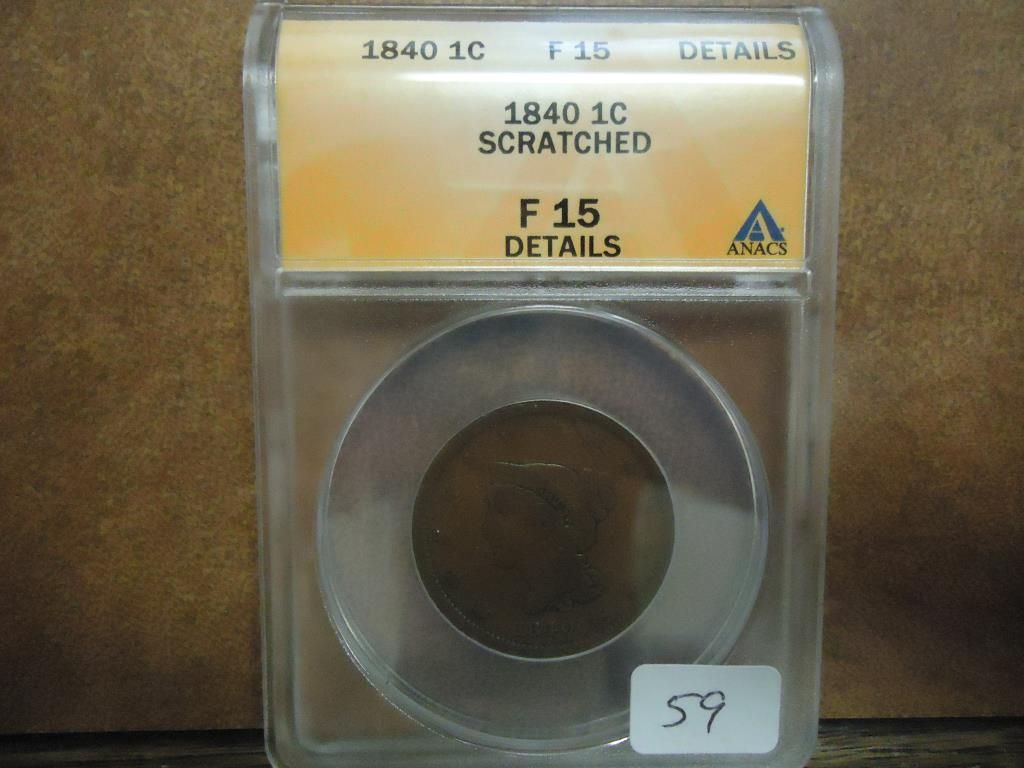 1840 1C F 15 DETAILS
1840 1C
SCRATCHED
F 15
DETAILS
ANACS
59